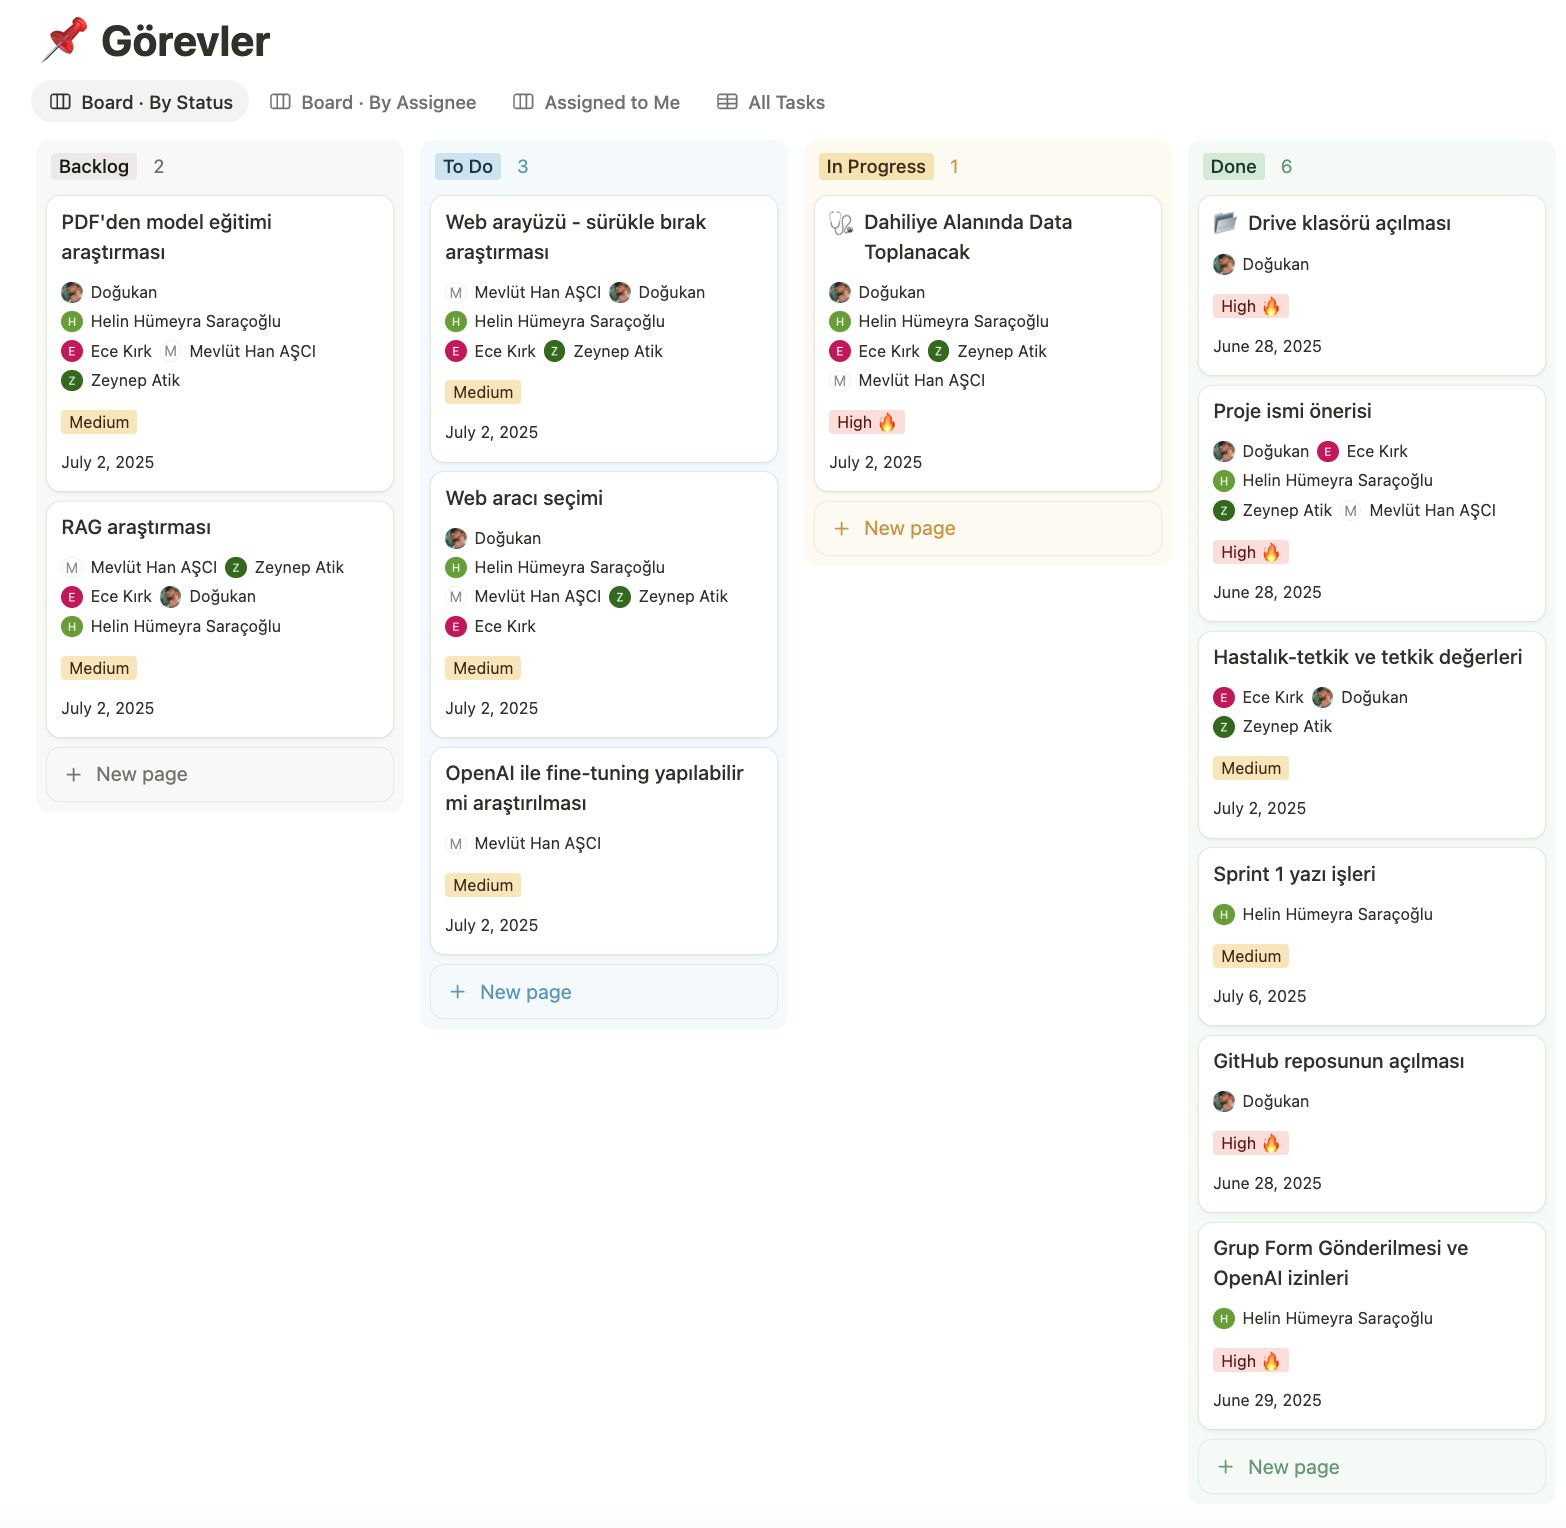 Görevler
Board · By Status
Board · By Assignee
Assigned to Me
All Tasks
Backlog 2
PDF'den model eğitimi
araştırması
Doğukan
H Helin Hümeyra Saraçoğlu
E Ece Kırk M Mevlüt Han AŞCI
Z Zeynep Atik
Medium
July 2, 2025
RAG araştırması
M Mevlüt Han AŞCI Z Zeynep Atik
E Ece Kırk Doğukan
H Helin Hümeyra Saraçoğlu
Medium
July 2, 2025
+ New page
To Do 3
Web arayüzü - sürükle bırak
araştırması
M Mevlüt Han AŞCI Doğukan
H Helin Hümeyra Saraçoğlu
E Ece Kırk Z Zeynep Atik
Medium
July 2, 2025
Web aracı seçimi
Doğukan
H Helin Hümeyra Saraçoğlu
M Mevlüt Han AŞCI Z Zeynep Atik
E Ece Kırk
Medium
July 2, 2025
OpenAI ile fine-tuning yapılabilir
mi araştırılması
M Mevlüt Han AŞCI
Medium
July 2, 2025
+ New page
In Progress 1
Dahiliye Alanında Data
Toplanacak
Doğukan
H Helin Hümeyra Saraçoğlu
E Ece Kırk Z Zeynep Atik
M Mevlüt Han AŞCI
High 🔥
July 2, 2025
+ New page
Done 6
Drive klasörü açılması
Doğukan
High 🔥
June 28, 2025
Proje ismi önerisi
Doğukan E Ece Kırk
H Helin Hümeyra Saraçoğlu
Z Zeynep Atik M Mevlüt Han AŞCI
High 🔥
June 28, 2025
Hastalık-tetkik ve tetkik değerleri
E Ece Kırk Doğukan
Z Zeynep Atik
Medium
July 2, 2025
Sprint 1 yazı işleri
H Helin Hümeyra Saraçoğlu
Medium
July 6, 2025
GitHub reposunun açılması
Doğukan
High 🔥
June 28, 2025
Grup Form Gönderilmesi ve
OpenAI izinleri
H Helin Hümeyra Saraçoğlu
High 🔥
June 29, 2025
+ New page